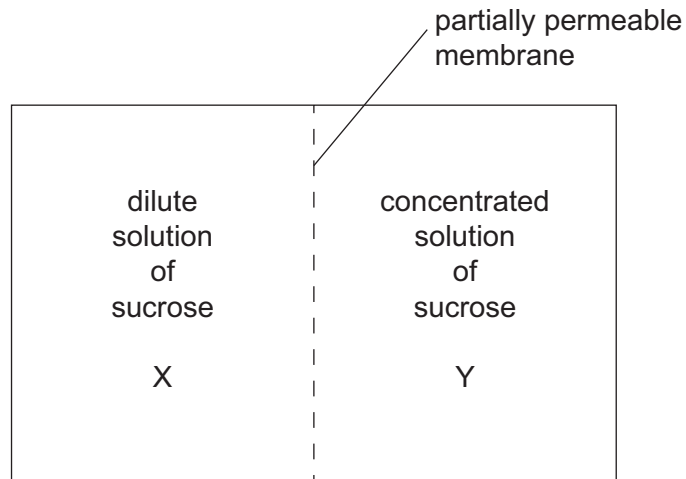 partially permeable
membrane
dilute
solution
of
sucrose
X
concentrated
solution
of
sucrose
Y